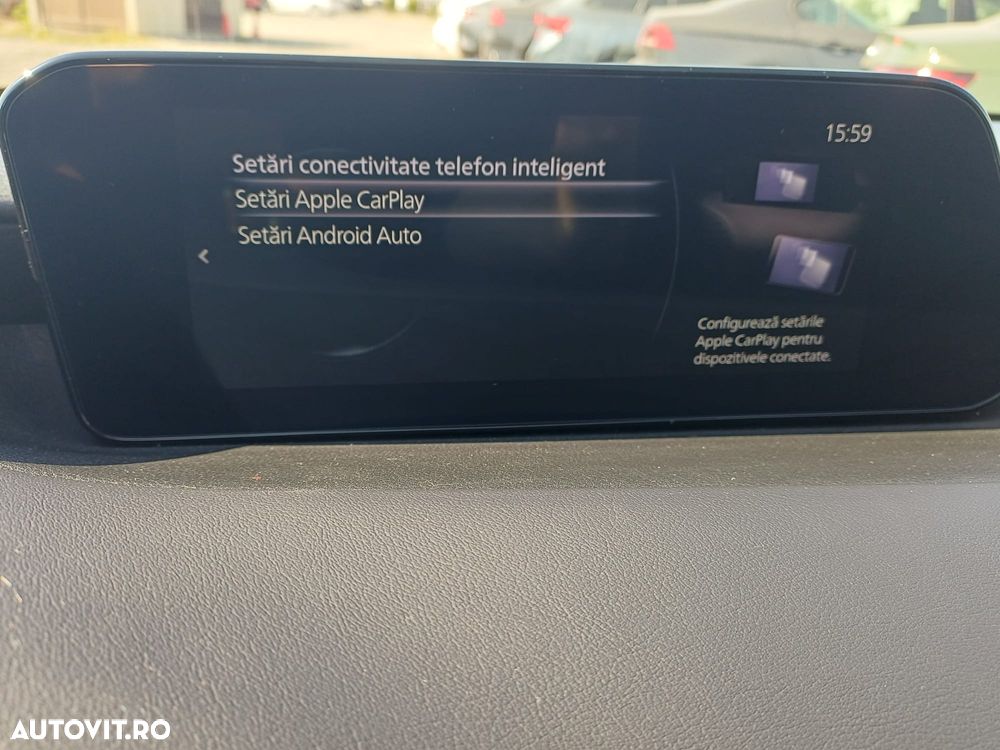 15:59
Setări conectivitate telefon inteligent
Setări Apple CarPlay
Setări Android Auto
Configurează setările
Apple CarPlay pentru
dispozitivele conectate.
AUTOVIT.RO